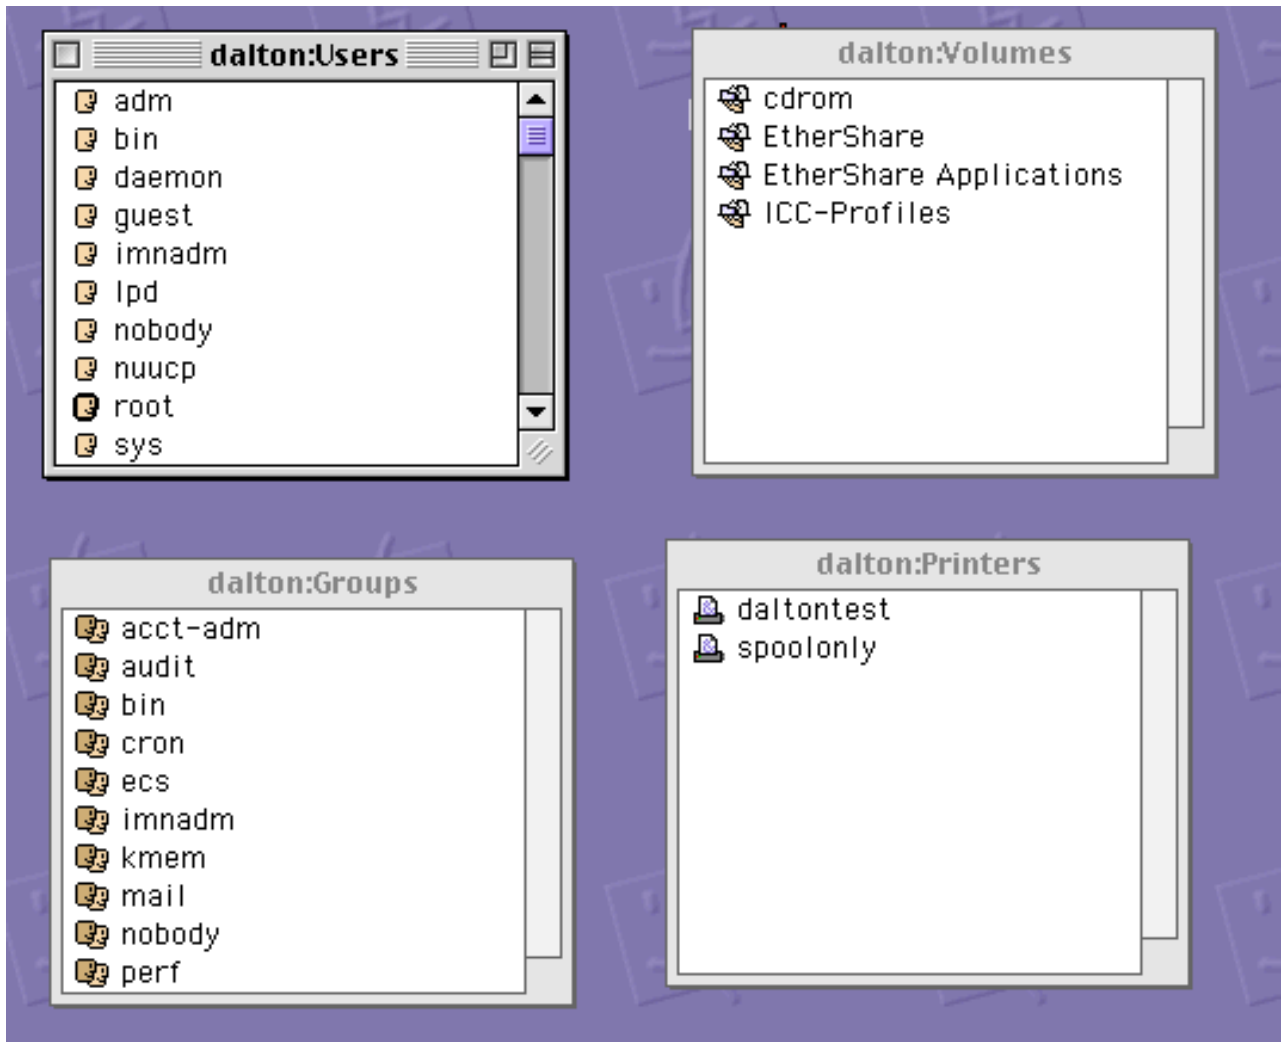 dalton:Users
adm
bin
daemon
guest
imnadm
lpd
nobody
nuucp
root
sys
dalton:Volumes
cdrom
EtherShare
EtherShare Applications
ICC-Profiles
dalton:Groups
acct-adm
audit
bin
cron
ecs
imnadm
kmem
mail
nobody
perf
dalton:Printers
daltontest
spoolonly